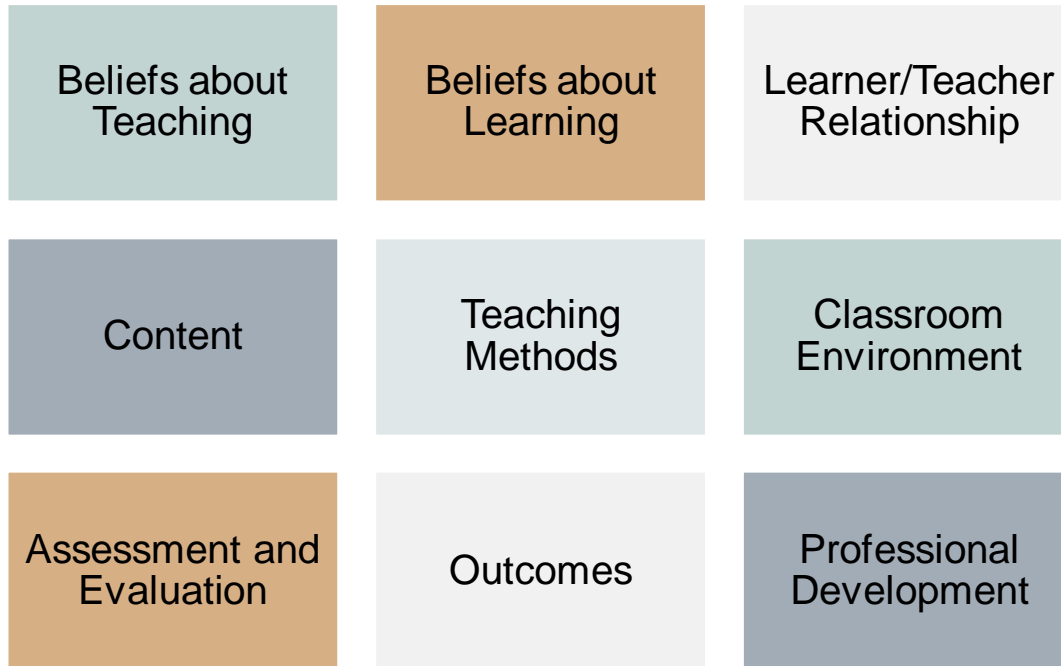 Beliefs about
Teaching
Beliefs about
Learning
Learner/Teacher
Relationship
Content
Teaching
Methods
Classroom
Environment
Assessment and
Evaluation
Outcomes
Professional
Development